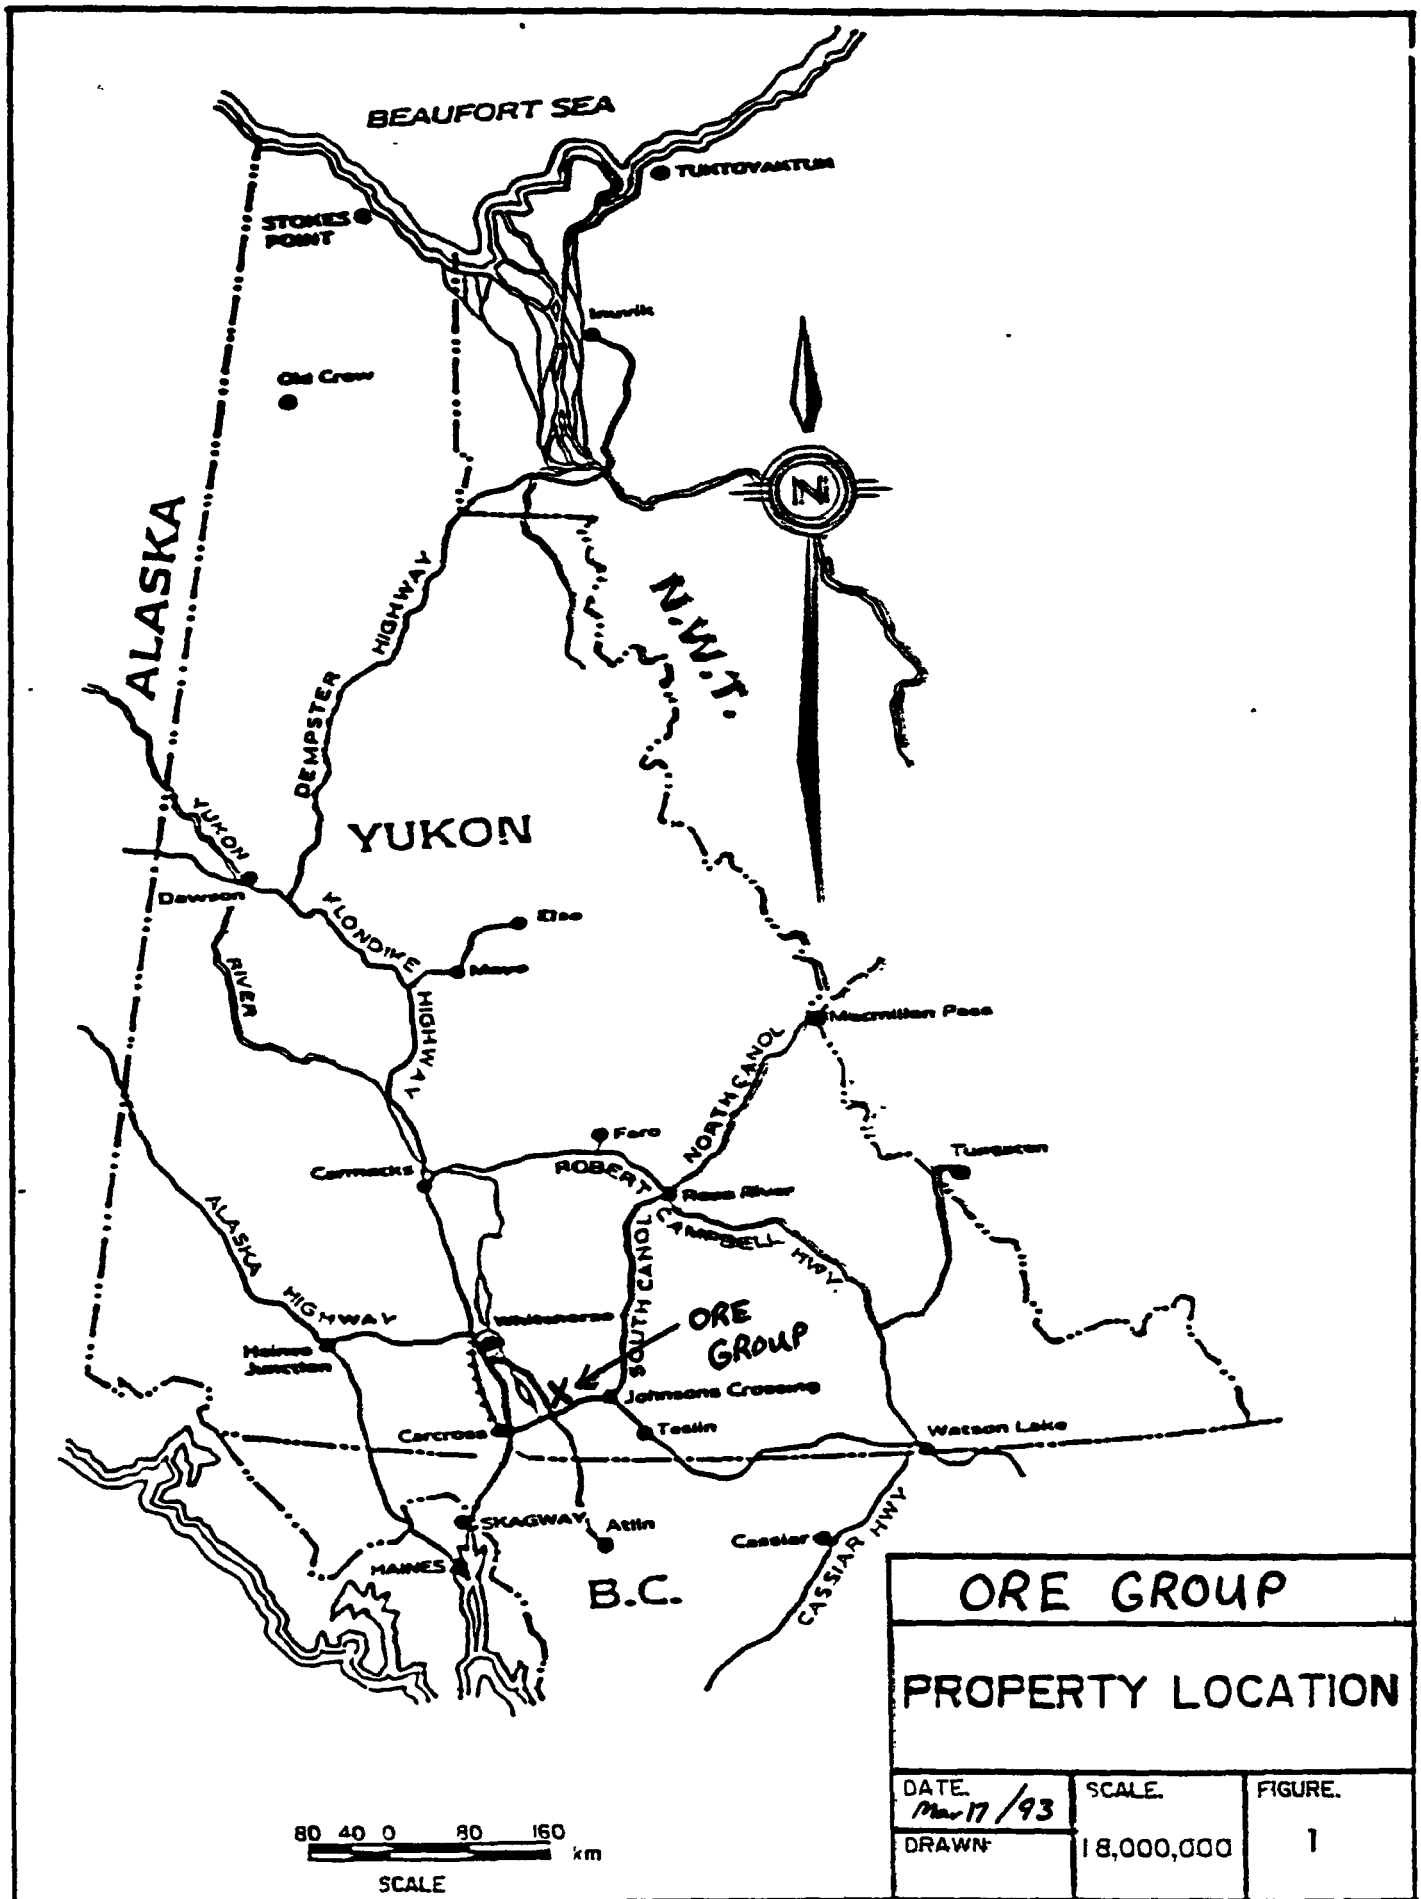 BEAUFORT SEA
TUKTOYAKTUK
STOKES
POINT
Inuvik
Old Crow
N
ALASKA
N.W.T.
DEMPSTER HIGHWAY
YUKON
YUKON
Dawson
KLONDIKE
Elsa
Mayo
RIVER
HIGHWAY
Macmillan Pass
NORTH CANOL
Faro
ROBERT
Tungsten
Carmacks
Ross River
CAMPBELL HWY.
ALASKA
HIGHWAY
SOUTH CANOL
Whitehorse
ORE
GROUP
Haines
Junction
X
Johnsons Crossing
Carcross
Teslin
Watson Lake
SKAGWAY
Atlin
Cassiar
CASSIAR HWY
HAINES
B.C.
ORE GROUP
PROPERTY LOCATION
DATE.
Mar 17/93
SCALE.
18,000,000
FIGURE.
1
DRAWN
80 40 0 80 160
km
SCALE